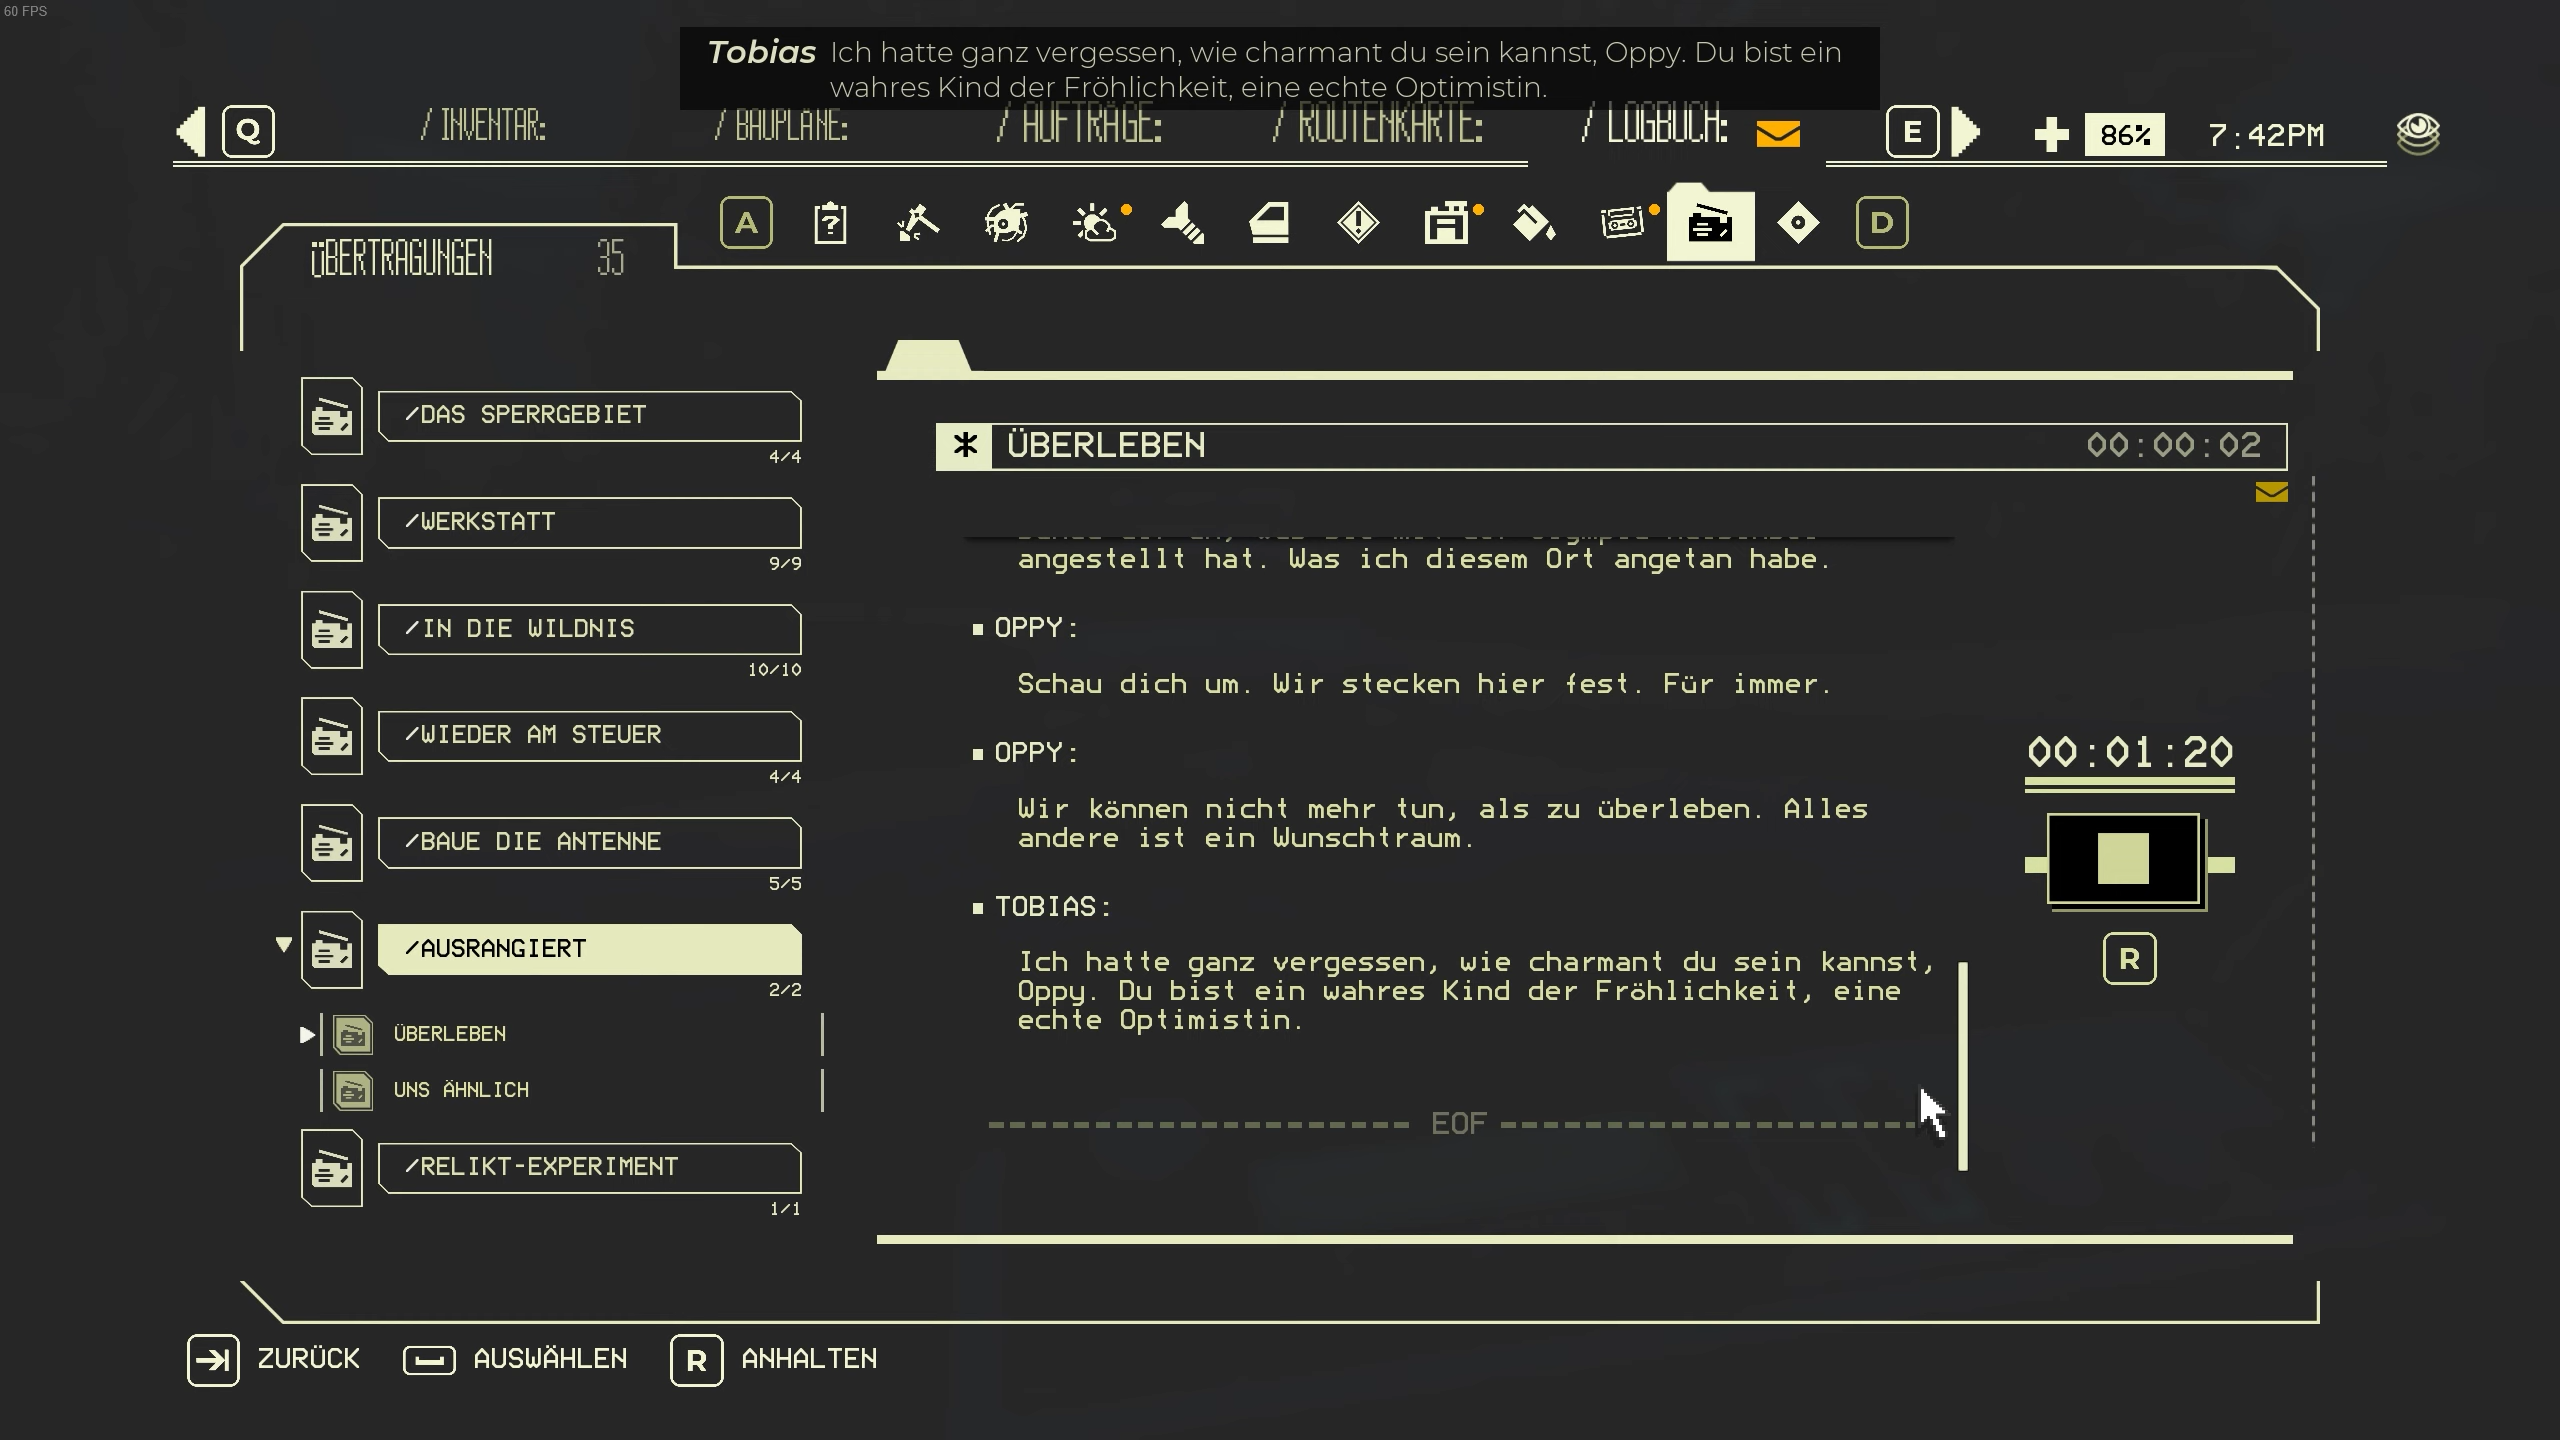 60 FPS
Tobias Ich hatte ganz vergessen, wie charmant du sein kannst, Oppy. Du bist ein
wahres Kind der Fröhlichkeit, eine echte Optimistin.
Q / INVENTAR: / BAUPLÄNE: / AUFTRÄGE: / ROUTENKARTE: / LOGBUCH: E 86% 7:42PM
A D
ÜBERTRAGUNGEN 35
/DAS SPERRGEBIET
4/4
/WERKSTATT
9/9
/IN DIE WILDNIS
10/10
/WIEDER AM STEUER
4/4
/BAUE DIE ANTENNE
5/5
/AUSRANGIERT
2/2
ÜBERLEBEN
UNS ÄHNLICH
/RELIKT-EXPERIMENT
1/1
* ÜBERLEBEN 00:00:02
angestellt hat. Was ich diesem Ort angetan habe.
OPPY:
Schau dich um. Wir stecken hier fest. Für immer.
OPPY:
Wir können nicht mehr tun, als zu überleben. Alles
andere ist ein Wunschtraum.
TOBIAS:
Ich hatte ganz vergessen, wie charmant du sein kannst,
Oppy. Du bist ein wahres Kind der Fröhlichkeit, eine
echte Optimistin.
EOF
00:01:20
R
ZURÜCK AUSWÄHLEN R ANHALTEN